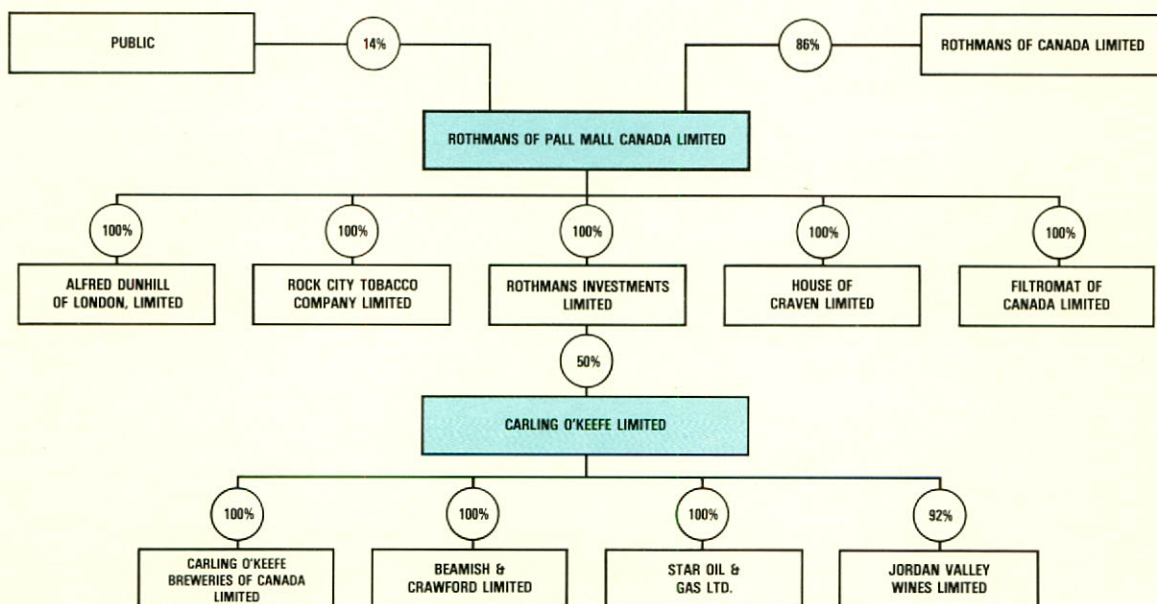 PUBLIC
14%
86%
ROTHMANS OF CANADA LIMITED
ROTHMANS OF PALL MALL CANADA LIMITED
100%
100%
100%
100%
100%
ALFRED DUNHILL
OF LONDON, LIMITED
ROCK CITY TOBACCO
COMPANY LIMITED
ROTHMANS INVESTMENTS
LIMITED
HOUSE OF
CRAVEN LIMITED
FILTROMAT OF
CANADA LIMITED
50%
CARLING O'KEEFE LIMITED
100%
100%
100%
92%
CARLING O'KEEFE
BREWERIES OF CANADA
LIMITED
BEAMISH &
CRAWFORD LIMITED
STAR OIL &
GAS LTD.
JORDAN VALLEY
WINES LIMITED